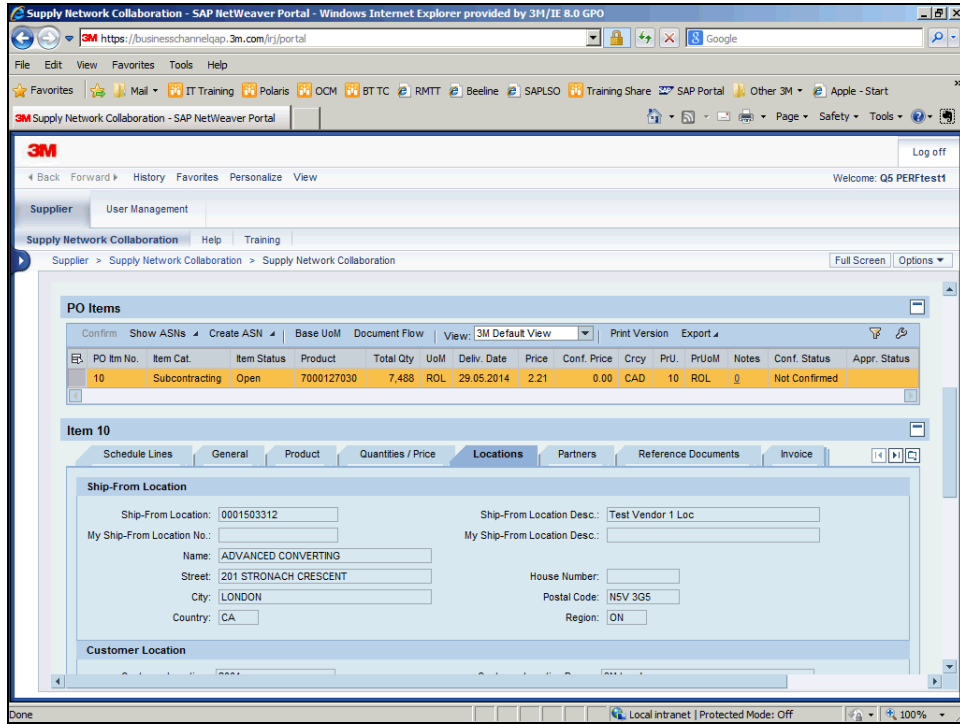 Supply Network Collaboration - SAP NetWeaver Portal - Windows Internet Explorer provided by 3M/IE 8.0 GPO
3M https://businesschannelqap.3m.com/irj/portal
Google
File Edit View Favorites Tools Help
Favorites Mail IT Training Polaris OCM BT TC RMTT Beeline SAPLSO Training Share SAP Portal Other 3M Apple - Start
3M Supply Network Collaboration - SAP NetWeaver Portal Page Safety Tools
3M Log off
Back Forward History Favorites Personalize View Welcome: Q5 PERFtest1
Supplier User Management
Supply Network Collaboration Help Training
Supplier > Supply Network Collaboration > Supply Network Collaboration Full Screen Options
PO Items
Confirm Show ASNs Create ASN Base UoM Document Flow View: 3M Default View Print Version Export
PO Itm No. Item Cat. Item Status Product Total Qty UoM Deliv. Date Price Conf. Price Crcy PrU. PrUoM Notes Conf. Status Appr. Status
10 Subcontracting Open 7000127030 7,488 ROL 29.05.2014 2.21 0.00 CAD 10 ROL 0 Not Confirmed
Item 10
Schedule Lines General Product Quantities / Price Locations Partners Reference Documents Invoice
Ship-From Location
Ship-From Location: 0001503312 Ship-From Location Desc.: Test Vendor 1 Loc
My Ship-From Location No.: My Ship-From Location Desc.:
Name: ADVANCED CONVERTING
Street: 201 STRONACH CRESCENT House Number:
City: LONDON Postal Code: N5V 3G5
Country: CA Region: ON
Customer Location
Done Local intranet | Protected Mode: Off 100%